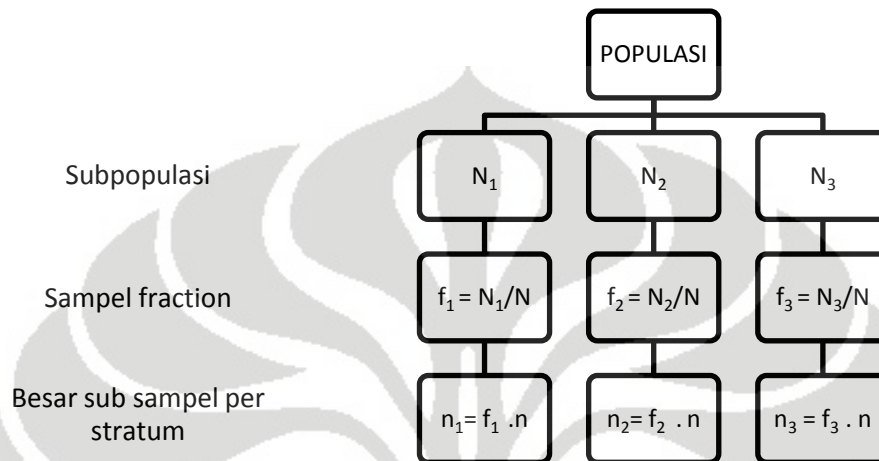 POPULASI
Subpopulasi
N₁
N₂
N₃
Sampel fraction
f₁ = N₁/N
f₂ = N₂/N
f₃ = N₃/N
Besar sub sampel per
stratum
n₁= f₁ .n
n₂= f₂ . n
n₃ = f₃ . n